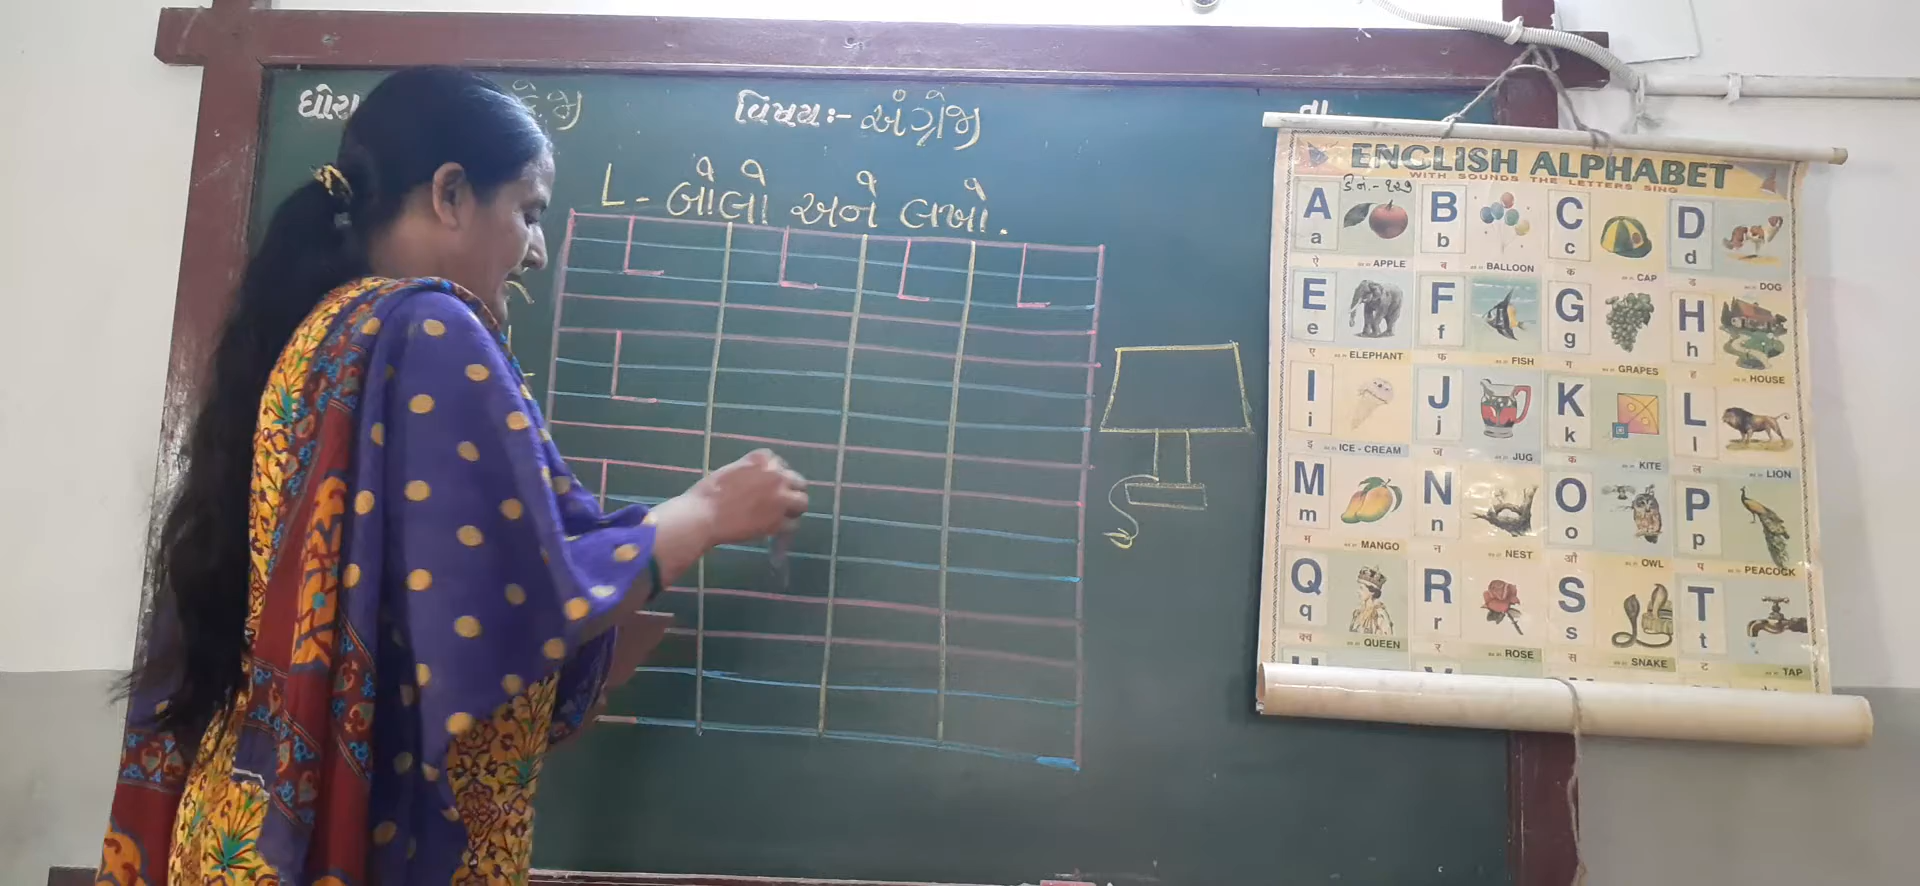 વિષય:- અંગ્રેજી
તા
L - બોલો અને લખો.
L L L L
L
ENGLISH ALPHABET
WITH SOUNDS THE LETTERS SING
A a ऐ APPLE
B b ब BALLOON
C c क CAP
D d ड DOG
E e ए ELEPHANT
F f फ FISH
G g ग GRAPES
H h ह HOUSE
I i इ ICE - CREAM
J j ज JUG
K k क KITE
L l ल LION
M m म MANGO
N n न NEST
O o औ OWL
P p प PEACOCK
Q q क्व QUEEN
R r र ROSE
S s स SNAKE
T t ट TAP